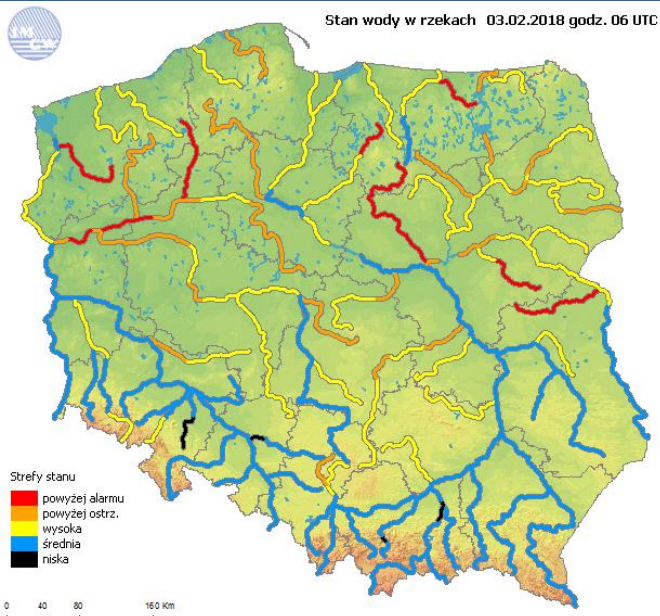 Stan wody w rzekach 03.02.2018 godz. 06 UTC
IMGW
Strefy stanu
powyżej alarmu
powyżej ostrz.
wysoka
średnia
niska
0 40 80 160 Km